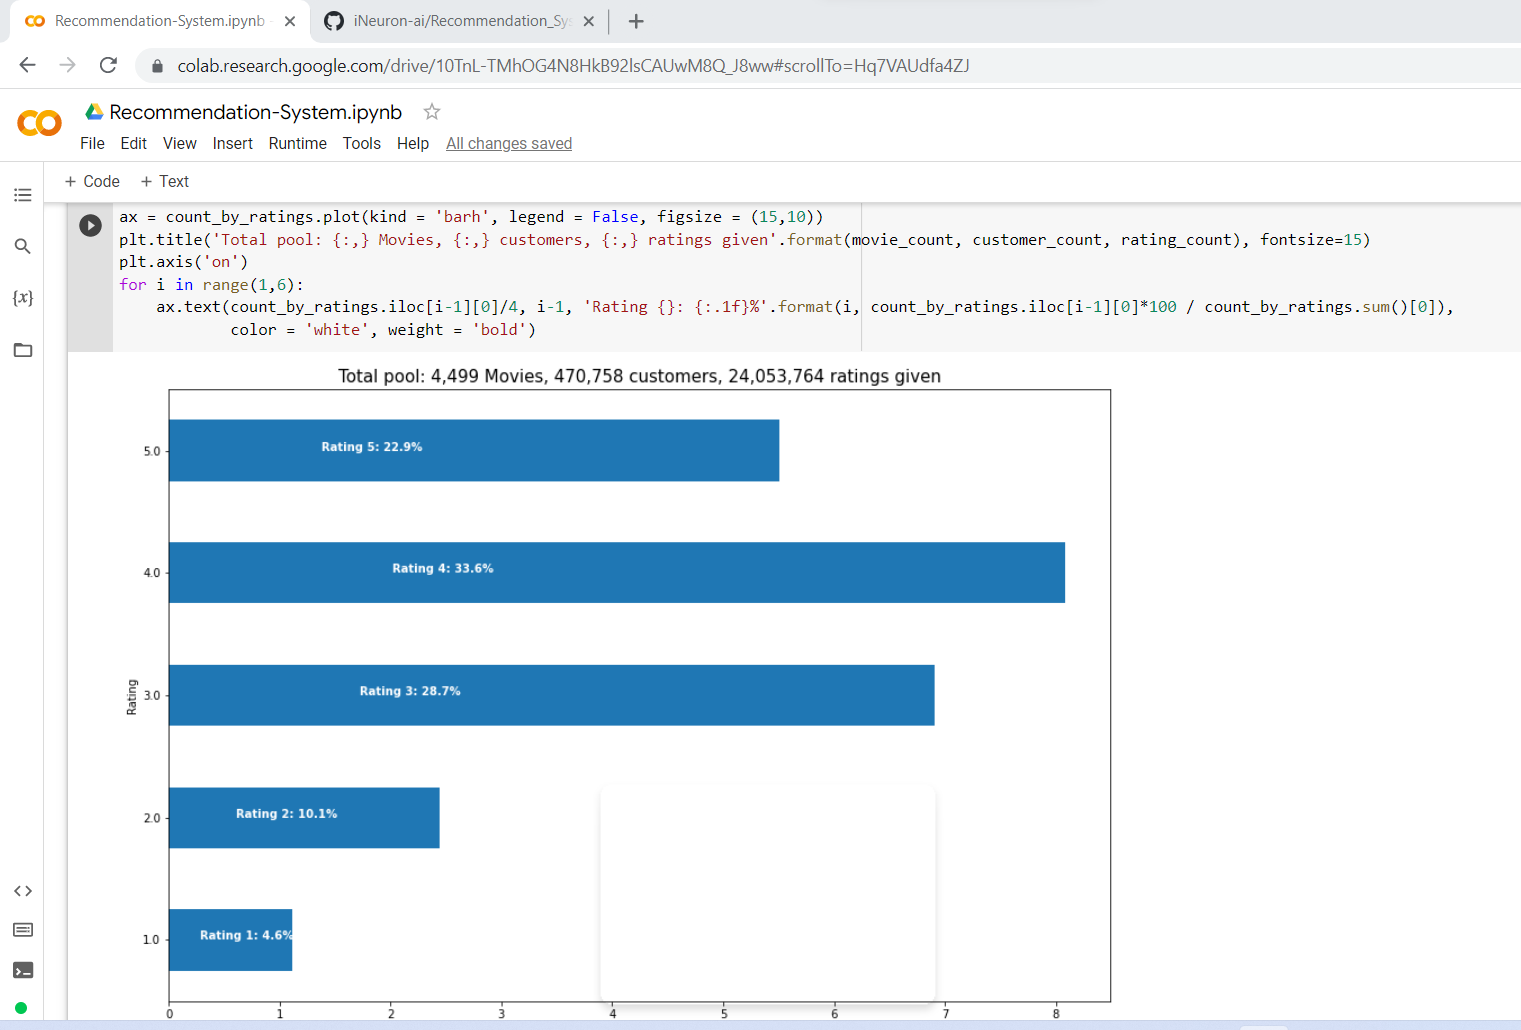 Recommendation-System.ipynb -
iNeuron-ai/Recommendation_Sys
colab.research.google.com/drive/10TnL-TMhOG4N8HkB92lsCAUwM8Q_J8ww#scrollTo=Hq7VAUdfa4ZJ
Recommendation-System.ipynb
File Edit View Insert Runtime Tools Help All changes saved
+ Code + Text
ax = count_by_ratings.plot(kind = 'barh', legend = False, figsize = (15,10))
plt.title('Total pool: {:,} Movies, {:,} customers, {:,} ratings given'.format(movie_count, customer_count, rating_count), fontsize=15)
plt.axis('on')
for i in range(1,6):
    ax.text(count_by_ratings.iloc[i-1][0]/4, i-1, 'Rating {}: {:.1f}%'.format(i, count_by_ratings.iloc[i-1][0]*100 / count_by_ratings.sum()[0]),
            color = 'white', weight = 'bold')
Total pool: 4,499 Movies, 470,758 customers, 24,053,764 ratings given
5.0 Rating 5: 22.9%
4.0 Rating 4: 33.6%
Rating
3.0 Rating 3: 28.7%
2.0 Rating 2: 10.1%
1.0 Rating 1: 4.6%
0 1 2 3 4 5 6 7 8